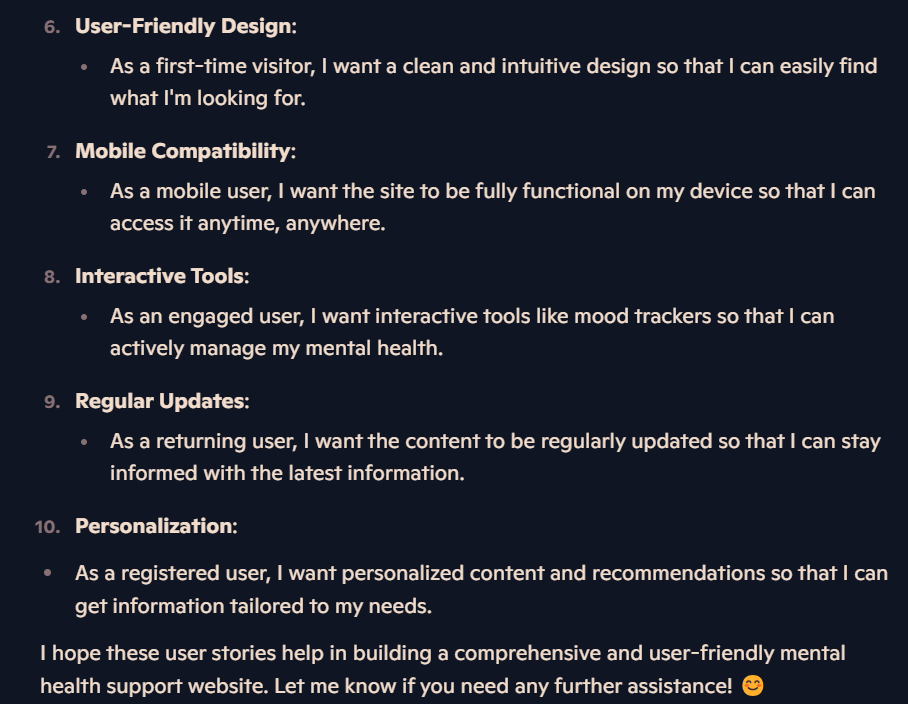 6. User-Friendly Design:
• As a first-time visitor, I want a clean and intuitive design so that I can easily find
what I'm looking for.
7. Mobile Compatibility:
• As a mobile user, I want the site to be fully functional on my device so that I can
access it anytime, anywhere.
8. Interactive Tools:
• As an engaged user, I want interactive tools like mood trackers so that I can
actively manage my mental health.
9. Regular Updates:
• As a returning user, I want the content to be regularly updated so that I can stay
informed with the latest information.
10. Personalization:
• As a registered user, I want personalized content and recommendations so that I can
get information tailored to my needs.
I hope these user stories help in building a comprehensive and user-friendly mental
health support website. Let me know if you need any further assistance! 😊